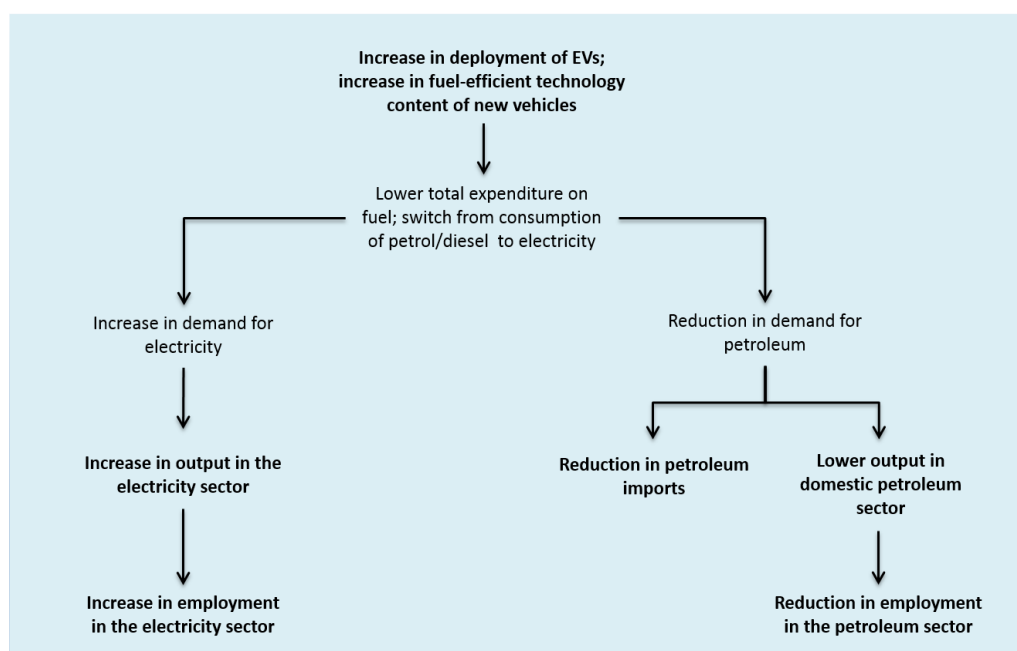 Increase in deployment of EVs;
increase in fuel-efficient technology
content of new vehicles
Lower total expenditure on
fuel; switch from consumption
of petrol/diesel to electricity
Increase in demand for
electricity
Reduction in demand for
petroleum
Increase in output in the
electricity sector
Reduction in petroleum
imports
Lower output in
domestic petroleum
sector
Increase in employment
in the electricity sector
Reduction in employment
in the petroleum sector